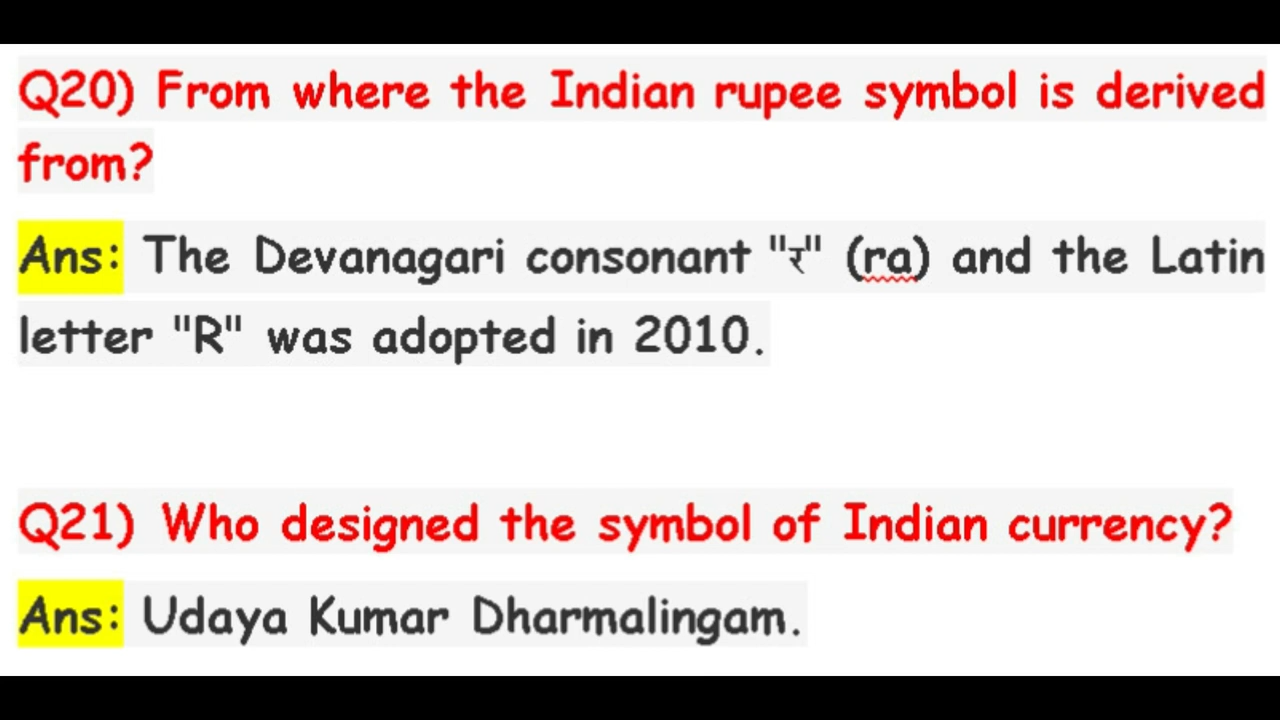 Q20) From where the Indian rupee symbol is derived
from?
Ans: The Devanagari consonant "र" (ra) and the Latin
letter "R" was adopted in 2010.
Q21) Who designed the symbol of Indian currency?
Ans: Udaya Kumar Dharmalingam.